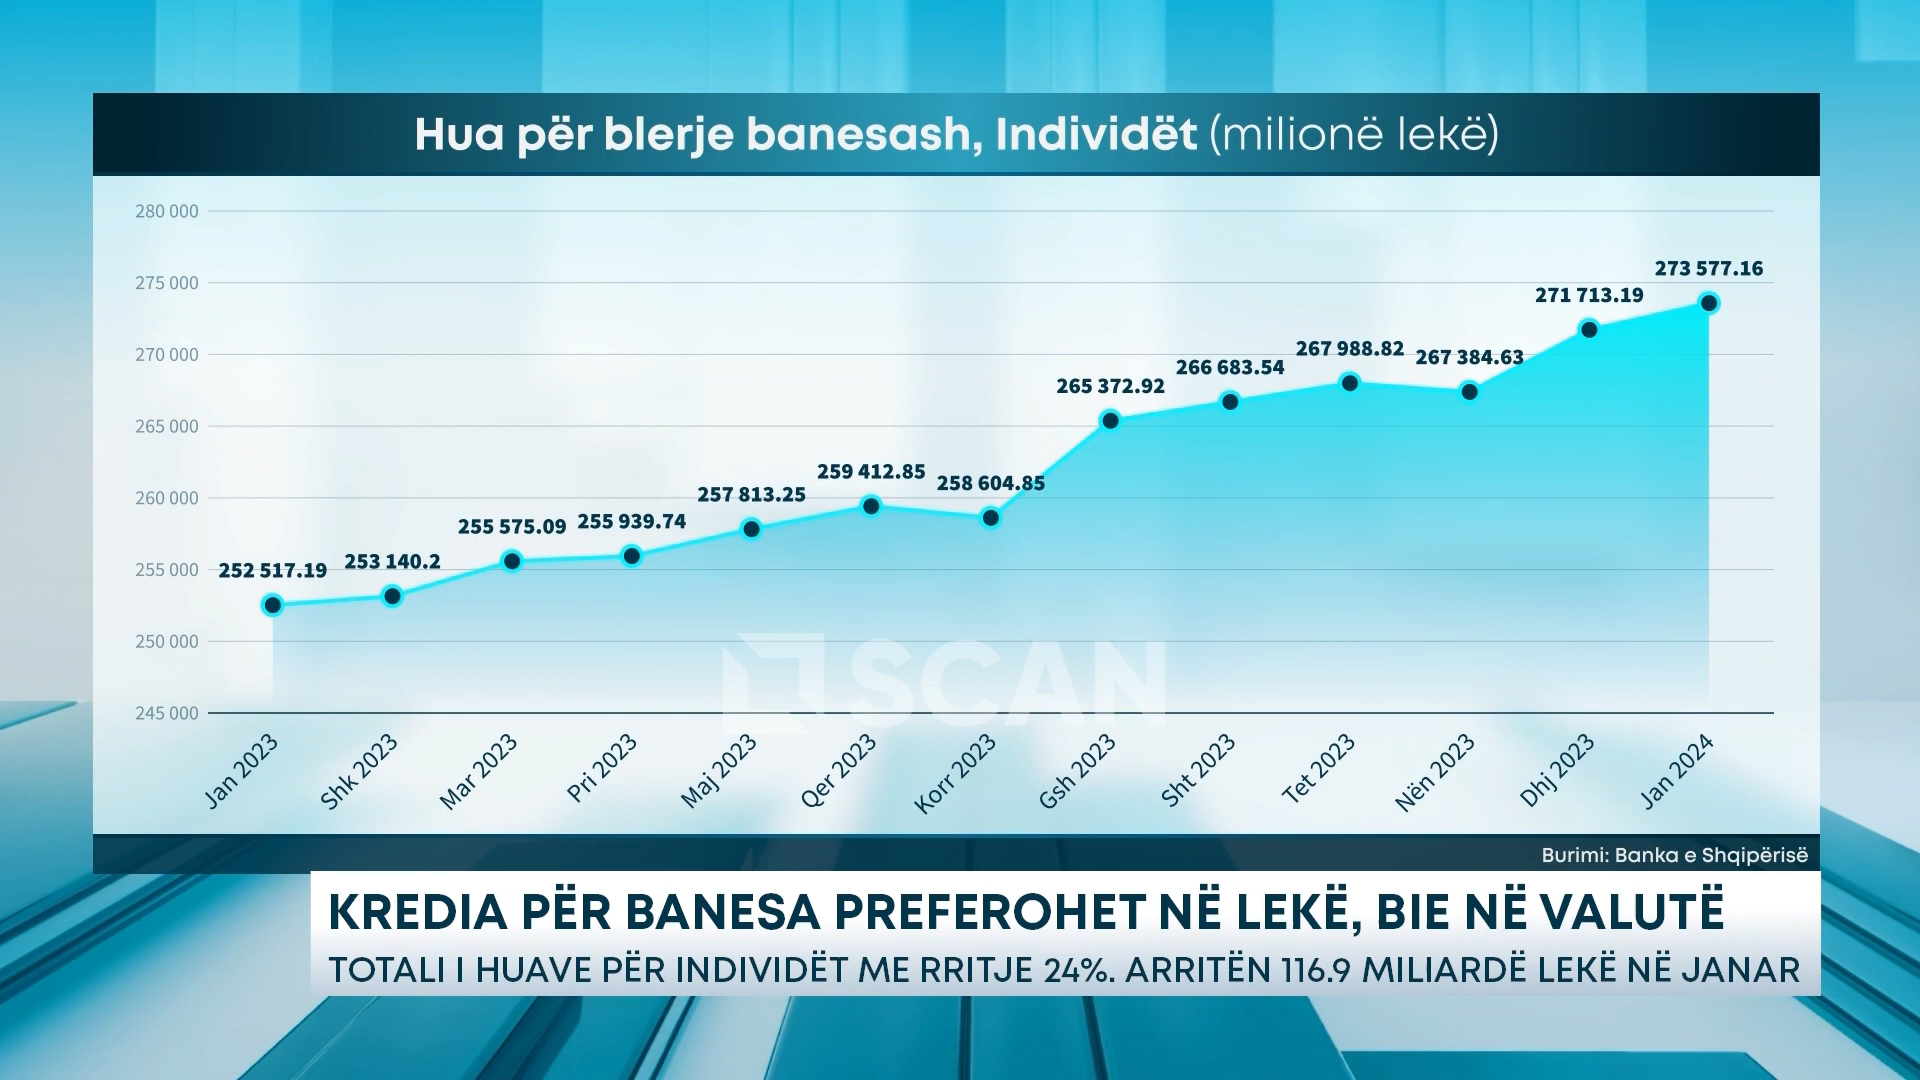 Hua për blerje banesash, Individët (milionë lekë)
280 000
275 000
270 000
265 000
260 000
255 000
250 000
245 000
252 517.19
253 140.2
255 575.09
255 939.74
257 813.25
259 412.85
258 604.85
265 372.92
266 683.54
267 988.82
267 384.63
271 713.19
273 577.16
SCAN
Jan 2023
Shk 2023
Mar 2023
Pri 2023
Maj 2023
Qer 2023
Korr 2023
Gsh 2023
Sht 2023
Tet 2023
Nën 2023
Dhj 2023
Jan 2024
Burimi: Banka e Shqipërisë
KREDIA PËR BANESA PREFEROHET NË LEKË, BIE NË VALUTË
TOTALI I HUAVE PËR INDIVIDËT ME RRITJE 24%. ARRITËN 116.9 MILIARDË LEKË NË JANAR